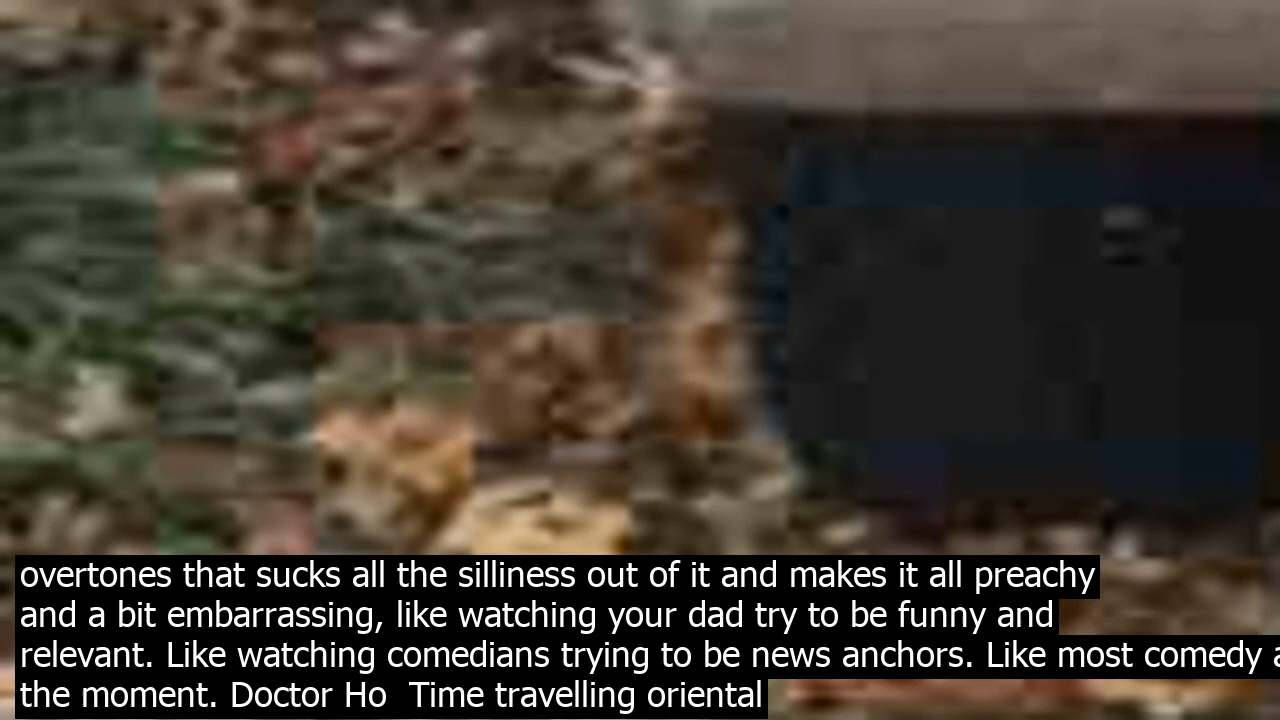 overtones that sucks all the silliness out of it and makes it all preachy
and a bit embarrassing, like watching your dad try to be funny and
relevant. Like watching comedians trying to be news anchors. Like most comedy
the moment. Doctor Ho  Time travelling oriental